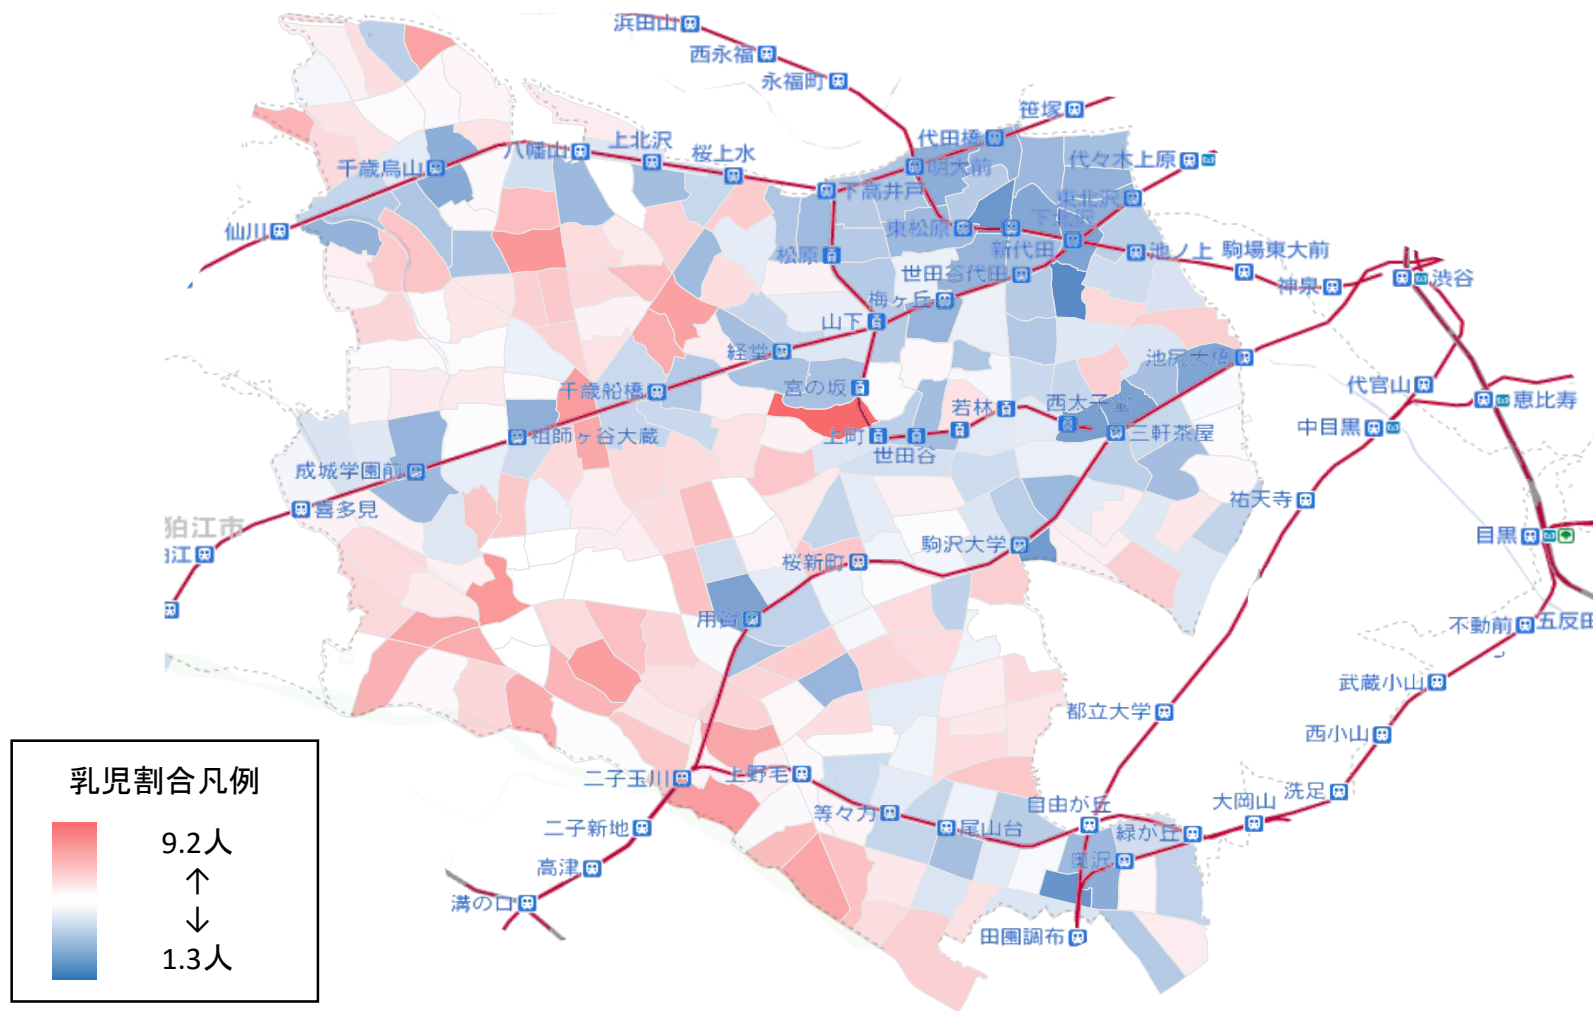 浜田山
西永福
永福町
笹塚
代田橋
明大前
代々木上原
八幡山
上北沢
桜上水
千歳烏山
下高井戸
東北沢
仙川
東松原
下北沢
新代田
松原
池ノ上
駒場東大前
世田谷代田
神泉
渋谷
梅ヶ丘
山下
経堂
池尻大橋
千歳船橋
宮の坂
代官山
恵比寿
若林
西太子堂
中目黒
三軒茶屋
祖師ヶ谷大蔵
上町
世田谷
成城学園前
祐天寺
喜多見
狛江市
目黒
駒沢大学
江
桜新町
用賀
不動前
五反田
武蔵小山
都立大学
西小山
二子玉川
上野毛
洗足
大岡山
自由が丘
等々力
尾山台
緑が丘
二子新地
奥沢
高津
溝の口
田園調布
乳児割合凡例
9.2人
↑
↓
1.3人